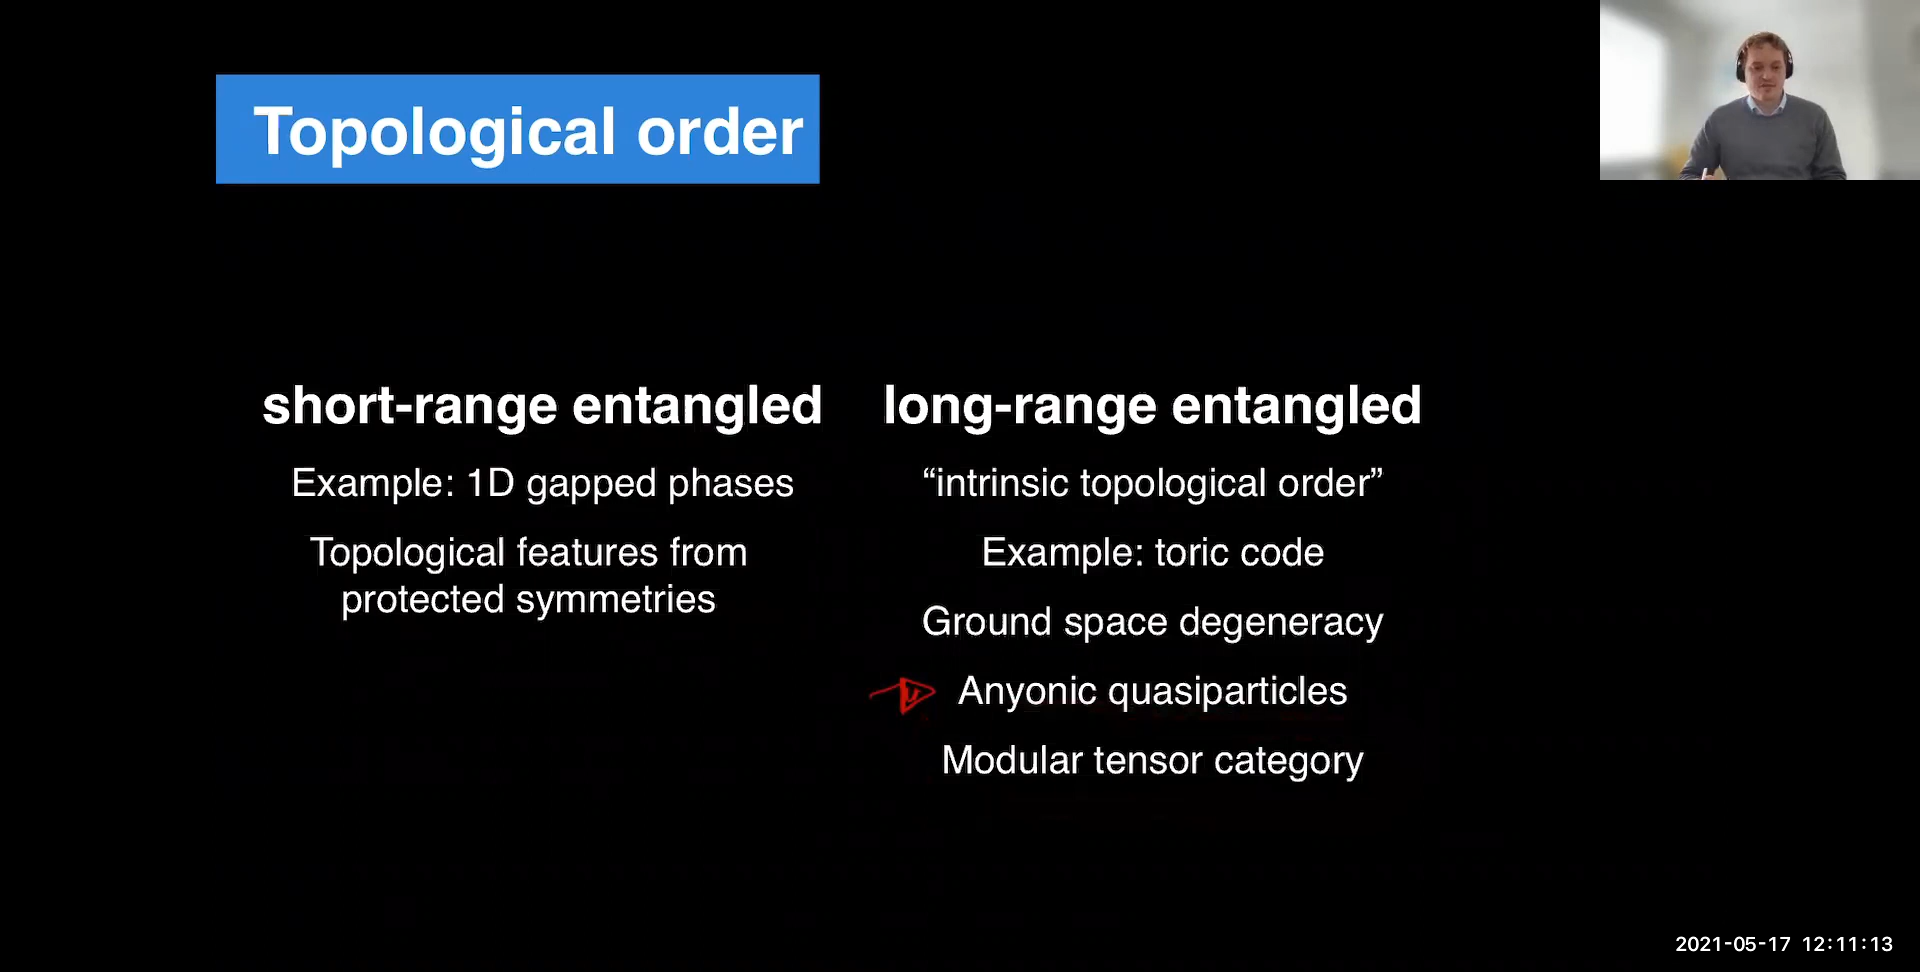 Topological order
short-range entangled
Example: 1D gapped phases
Topological features from
protected symmetries
long-range entangled
“intrinsic topological order”
Example: toric code
Ground space degeneracy
Anyonic quasiparticles
Modular tensor category
2021-05-17 12:11:13